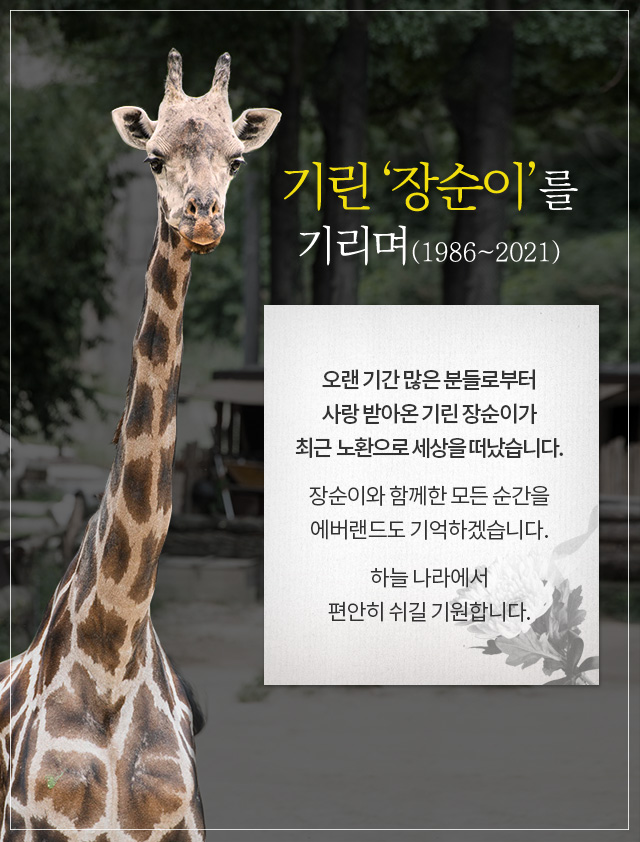 기린 ‘장순이’를
기리며(1986~2021)
오랜 기간 많은 분들로부터
사랑 받아온 기린 장순이가
최근 노환으로 세상을 떠났습니다.
장순이와 함께한 모든 순간을
에버랜드도 기억하겠습니다.
하늘 나라에서
편안히 쉬길 기원합니다.